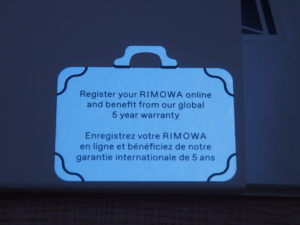 Register your RIMOWA online
and benefit from our global
5 year warranty
Enregistrez votre RIMOWA
en ligne et bénéficiez de notre
garantie internationale de 5 ans